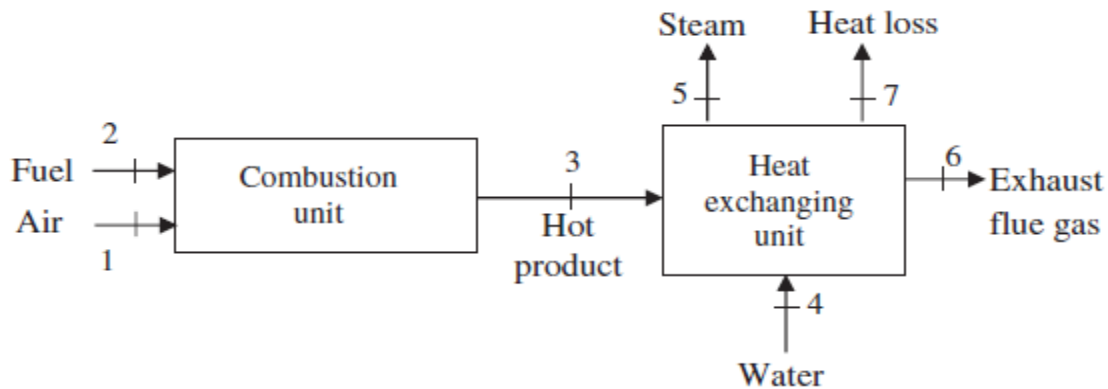 Steam
Heat loss
5
7
2
Fuel
Combustion
unit
3
Heat
exchanging
unit
6
Exhaust
flue gas
Air
1
Hot
product
4
Water